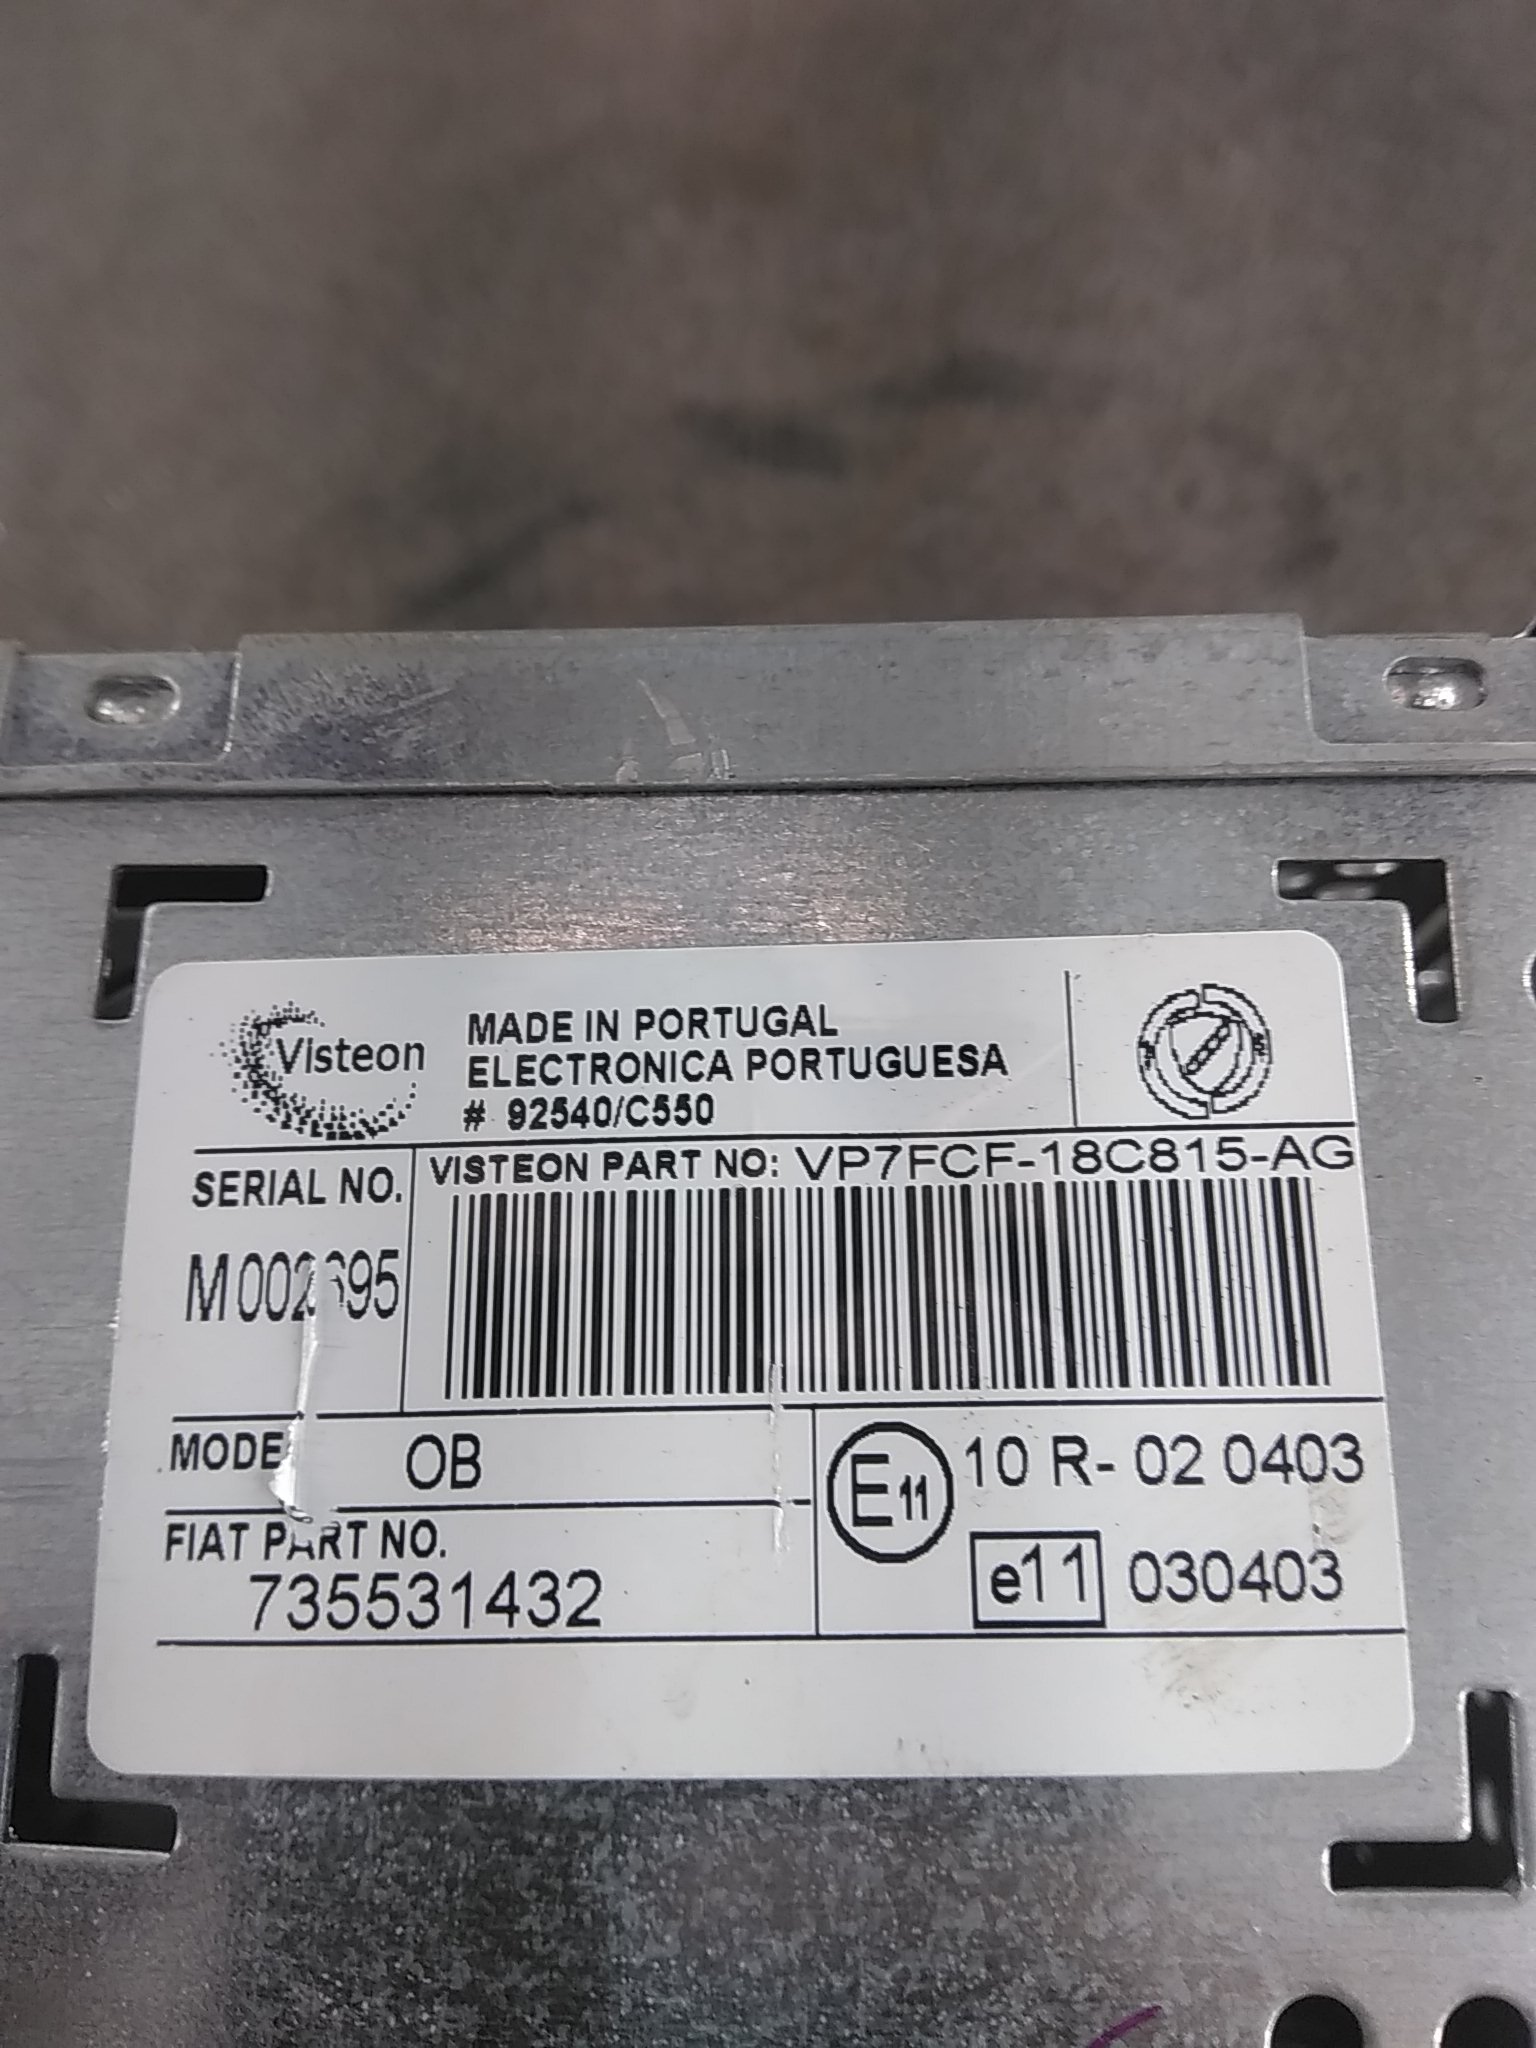 Visteon
MADE IN PORTUGAL
ELECTRONICA PORTUGUESA
# 92540/C550
SERIAL NO.
VISTEON PART NO: VP7FCF-18C815-AG
MODE OB
FIAT PART NO.
735531432
E11 10 R- 02 0403
e11 030403